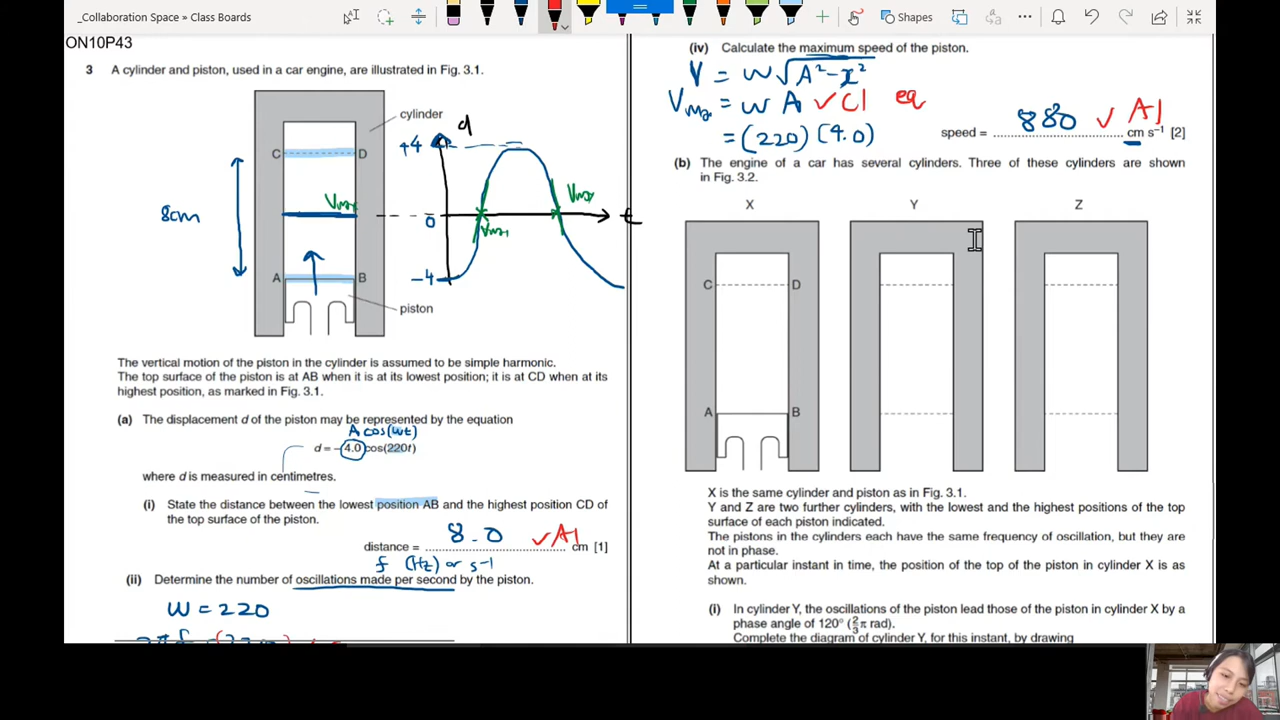 _Collaboration Space » Class Boards
Shapes
ON10P43
3 A cylinder and piston, used in a car engine, are illustrated in Fig. 3.1.
cylinder
d
+4
C
D
8cm
Vmax
Vmax
0
t
Vmax
-4
A
B
piston
The vertical motion of the piston in the cylinder is assumed to be simple harmonic.
The top surface of the piston is at AB when it is at its lowest position; it is at CD when at its
highest position, as marked in Fig. 3.1.
(a) The displacement d of the piston may be represented by the equation
A cos(ωt)
d = – 4.0 cos(220t)
where d is measured in centimetres.
(i) State the distance between the lowest position AB and the highest position CD of
the top surface of the piston.
8.0 ✓A1
distance = .......................................... cm [1]
f (Hz) or s-1
(ii) Determine the number of oscillations made per second by the piston.
ω = 220
(iv) Calculate the maximum speed of the piston.
V = ω√A²-x²
Vmax = ω A ✓C1 eq
= (220)(4.0)
880 ✓ A1
speed = .......................................... cm s⁻¹ [2]
(b) The engine of a car has several cylinders. Three of these cylinders are shown
in Fig. 3.2.
X Y Z
C D
A B
X is the same cylinder and piston as in Fig. 3.1.
Y and Z are two further cylinders, with the lowest and the highest positions of the top
surface of each piston indicated.
The pistons in the cylinders each have the same frequency of oscillation, but they are
not in phase.
At a particular instant in time, the position of the top of the piston in cylinder X is as
shown.
(i) In cylinder Y, the oscillations of the piston lead those of the piston in cylinder X by a
phase angle of 120° (⅔π rad).
Complete the diagram of cylinder Y, for this instant, by drawing